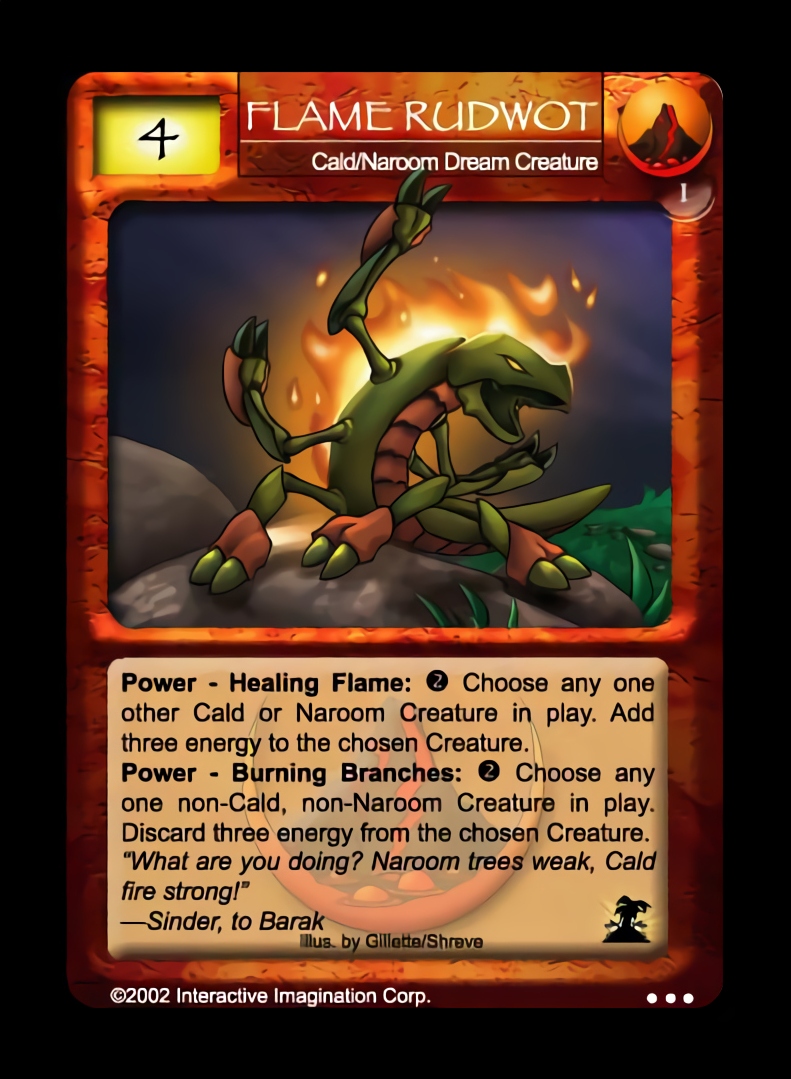 4
FLAME RUDWOT
Cald/Naroom Dream Creature
1
Power - Healing Flame: ❷ Choose any one
other Cald or Naroom Creature in play. Add
three energy to the chosen Creature.
Power - Burning Branches: ❷ Choose any
one non-Cald, non-Naroom Creature in play.
Discard three energy from the chosen Creature.
“What are you doing? Naroom trees weak, Cald
fire strong!”
—Sinder, to Barak
Illus. by Gillette/Shreve
©2002 Interactive Imagination Corp.